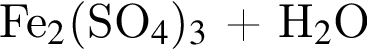 Fe₂(SO₄)₃ + H₂O